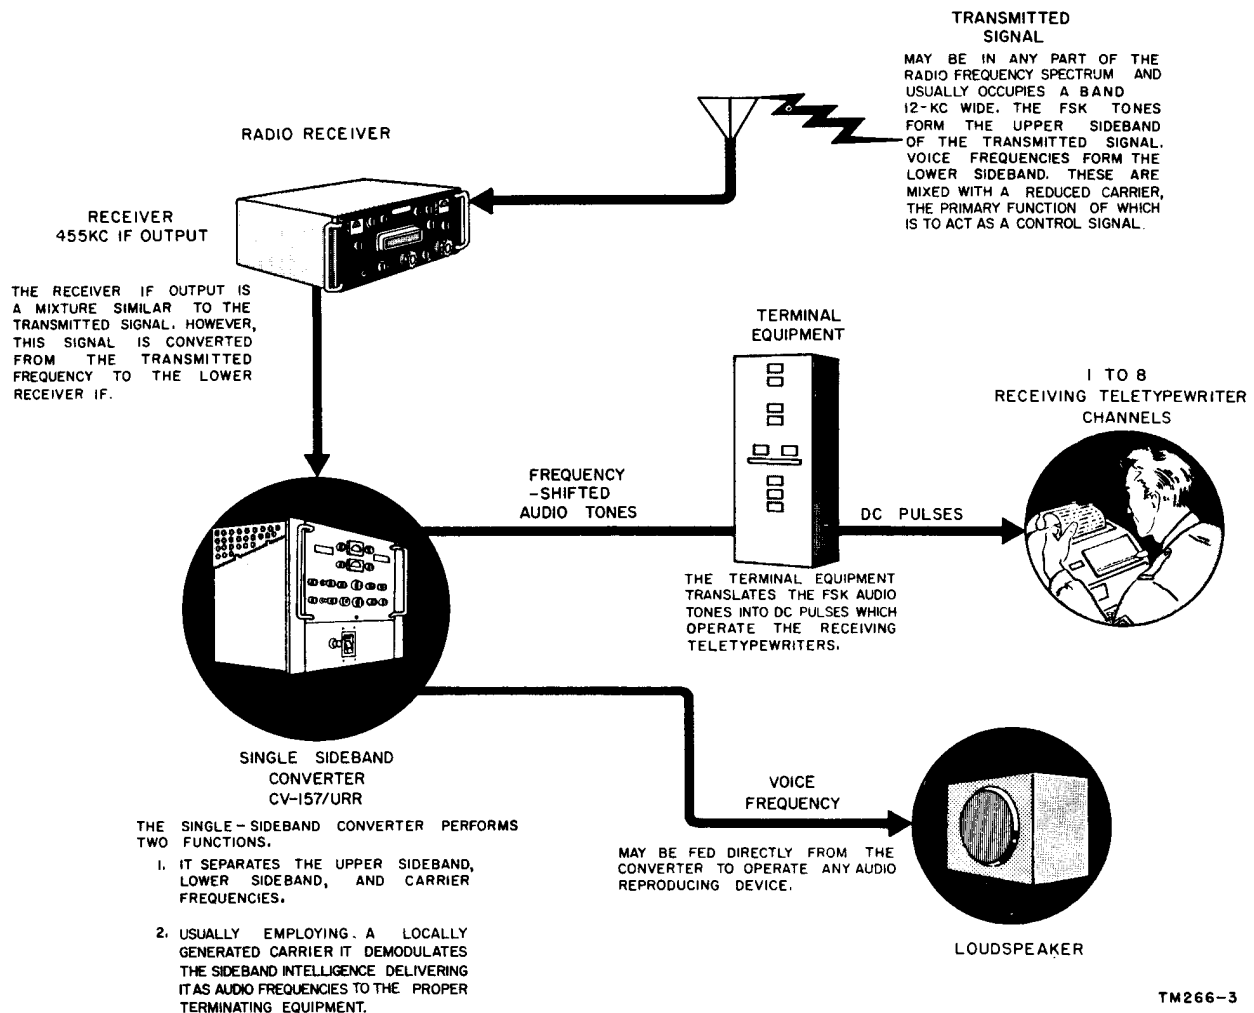 TRANSMITTED
SIGNAL
MAY BE IN ANY PART OF THE
RADIO FREQUENCY SPECTRUM AND
USUALLY OCCUPIES A BAND
12-KC WIDE. THE FSK TONES
FORM THE UPPER SIDEBAND
OF THE TRANSMITTED SIGNAL.
VOICE FREQUENCIES FORM THE
LOWER SIDEBAND. THESE ARE
MIXED WITH A REDUCED CARRIER,
THE PRIMARY FUNCTION OF WHICH
IS TO ACT AS A CONTROL SIGNAL.
RADIO RECEIVER
RECEIVER
455KC IF OUTPUT
THE RECEIVER IF OUTPUT IS
A MIXTURE SIMILAR TO THE
TRANSMITTED SIGNAL. HOWEVER,
THIS SIGNAL IS CONVERTED
FROM THE TRANSMITTED
FREQUENCY TO THE LOWER
RECEIVER IF.
TERMINAL
EQUIPMENT
1 TO 8
RECEIVING TELETYPEWRITER
CHANNELS
FREQUENCY
-SHIFTED
AUDIO TONES
DC PULSES
THE TERMINAL EQUIPMENT
TRANSLATES THE FSK AUDIO
TONES INTO DC PULSES WHICH
OPERATE THE RECEIVING
TELETYPEWRITERS.
SINGLE SIDEBAND
CONVERTER
CV-157/URR
THE SINGLE-SIDEBAND CONVERTER PERFORMS
TWO FUNCTIONS.
1. IT SEPARATES THE UPPER SIDEBAND,
LOWER SIDEBAND, AND CARRIER
FREQUENCIES.
2. USUALLY EMPLOYING A LOCALLY
GENERATED CARRIER IT DEMODULATES
THE SIDEBAND INTELLIGENCE DELIVERING
IT AS AUDIO FREQUENCIES TO THE PROPER
TERMINATING EQUIPMENT.
VOICE
FREQUENCY
MAY BE FED DIRECTLY FROM THE
CONVERTER TO OPERATE ANY AUDIO
REPRODUCING DEVICE.
LOUDSPEAKER
TM266-3